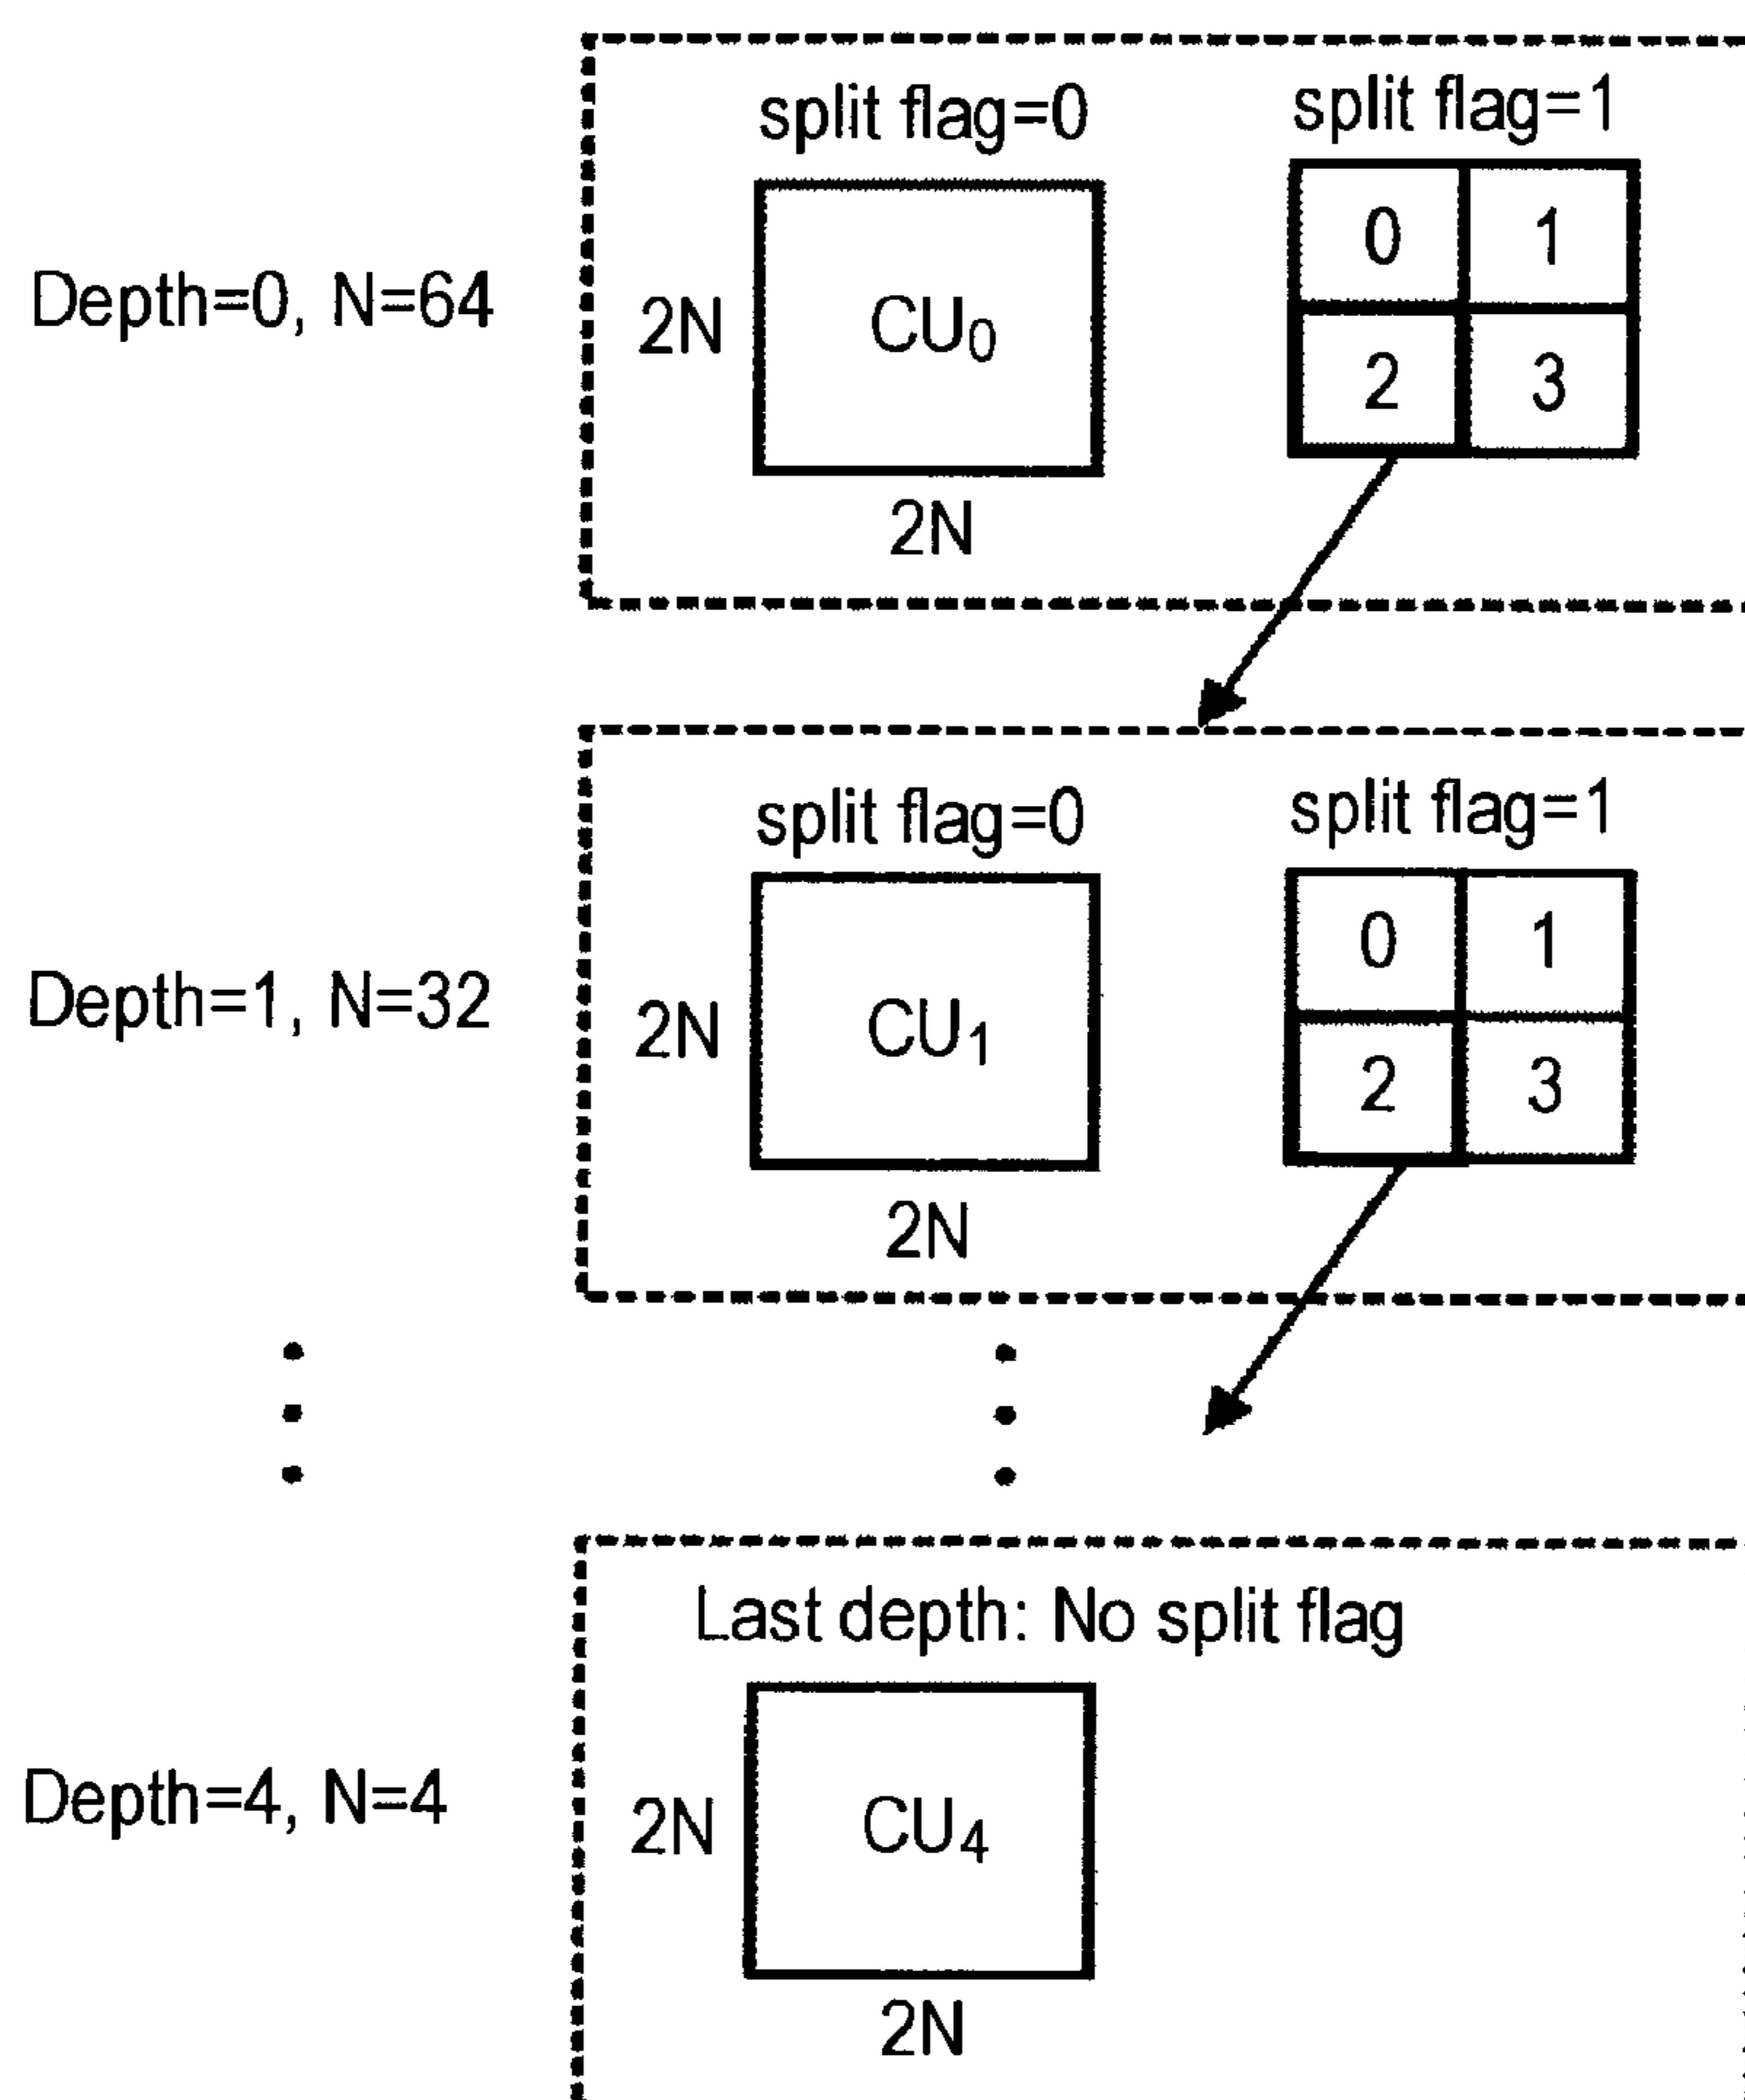 split flag=0
split flag=1
Depth=0, N=64
2N
CU₀
0 1
2 3
2N
split flag=0
split flag=1
Depth=1, N=32
2N
CU₁
0 1
2 3
2N
Last depth: No split flag
Depth=4, N=4
2N
CU₄
2N